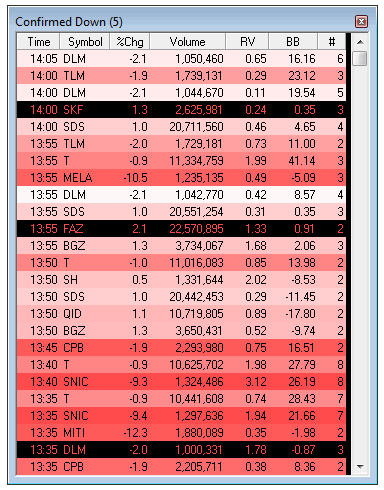 Confirmed Down (5)
Time Symbol %Chg Volume RV BB #
14:05 DLM -2.1 1,050,460 0.65 16.16 6
14:00 TLM -1.9 1,739,131 0.29 23.12 3
14:00 DLM -2.1 1,044,670 0.11 19.54 5
14:00 SKF 1.3 2,625,981 0.24 0.35 3
14:00 SDS 1.0 20,711,560 0.46 4.65 4
13:55 TLM -2.0 1,729,181 0.73 11.00 2
13:55 T -0.9 11,334,759 1.99 41.14 3
13:55 MELA -10.5 1,235,135 0.49 -5.09 3
13:55 DLM -2.1 1,042,770 0.42 8.57 4
13:55 SDS 1.0 20,551,254 0.31 0.35 3
13:55 FAZ 2.1 22,570,895 1.33 0.91 2
13:55 BGZ 1.3 3,734,067 1.68 2.06 3
13:50 T -1.0 11,016,083 0.85 13.98 2
13:50 SH 0.5 1,331,644 2.02 -8.53 2
13:50 SDS 1.0 20,442,453 0.29 -11.45 2
13:50 QID 1.1 10,719,805 0.89 -17.80 2
13:50 BGZ 1.3 3,650,431 0.52 -9.74 2
13:45 CPB -1.9 2,293,980 0.75 16.51 2
13:40 T -0.9 10,625,702 1.98 27.79 8
13:40 SNIC -9.3 1,324,486 3.12 26.19 8
13:35 T -0.9 10,441,608 0.74 28.43 7
13:35 SNIC -9.4 1,297,636 1.94 21.66 7
13:35 MITI -12.3 1,880,089 0.35 -1.98 2
13:35 DLM -2.0 1,000,331 1.78 -0.87 3
13:35 CPB -1.9 2,205,711 0.38 8.36 2